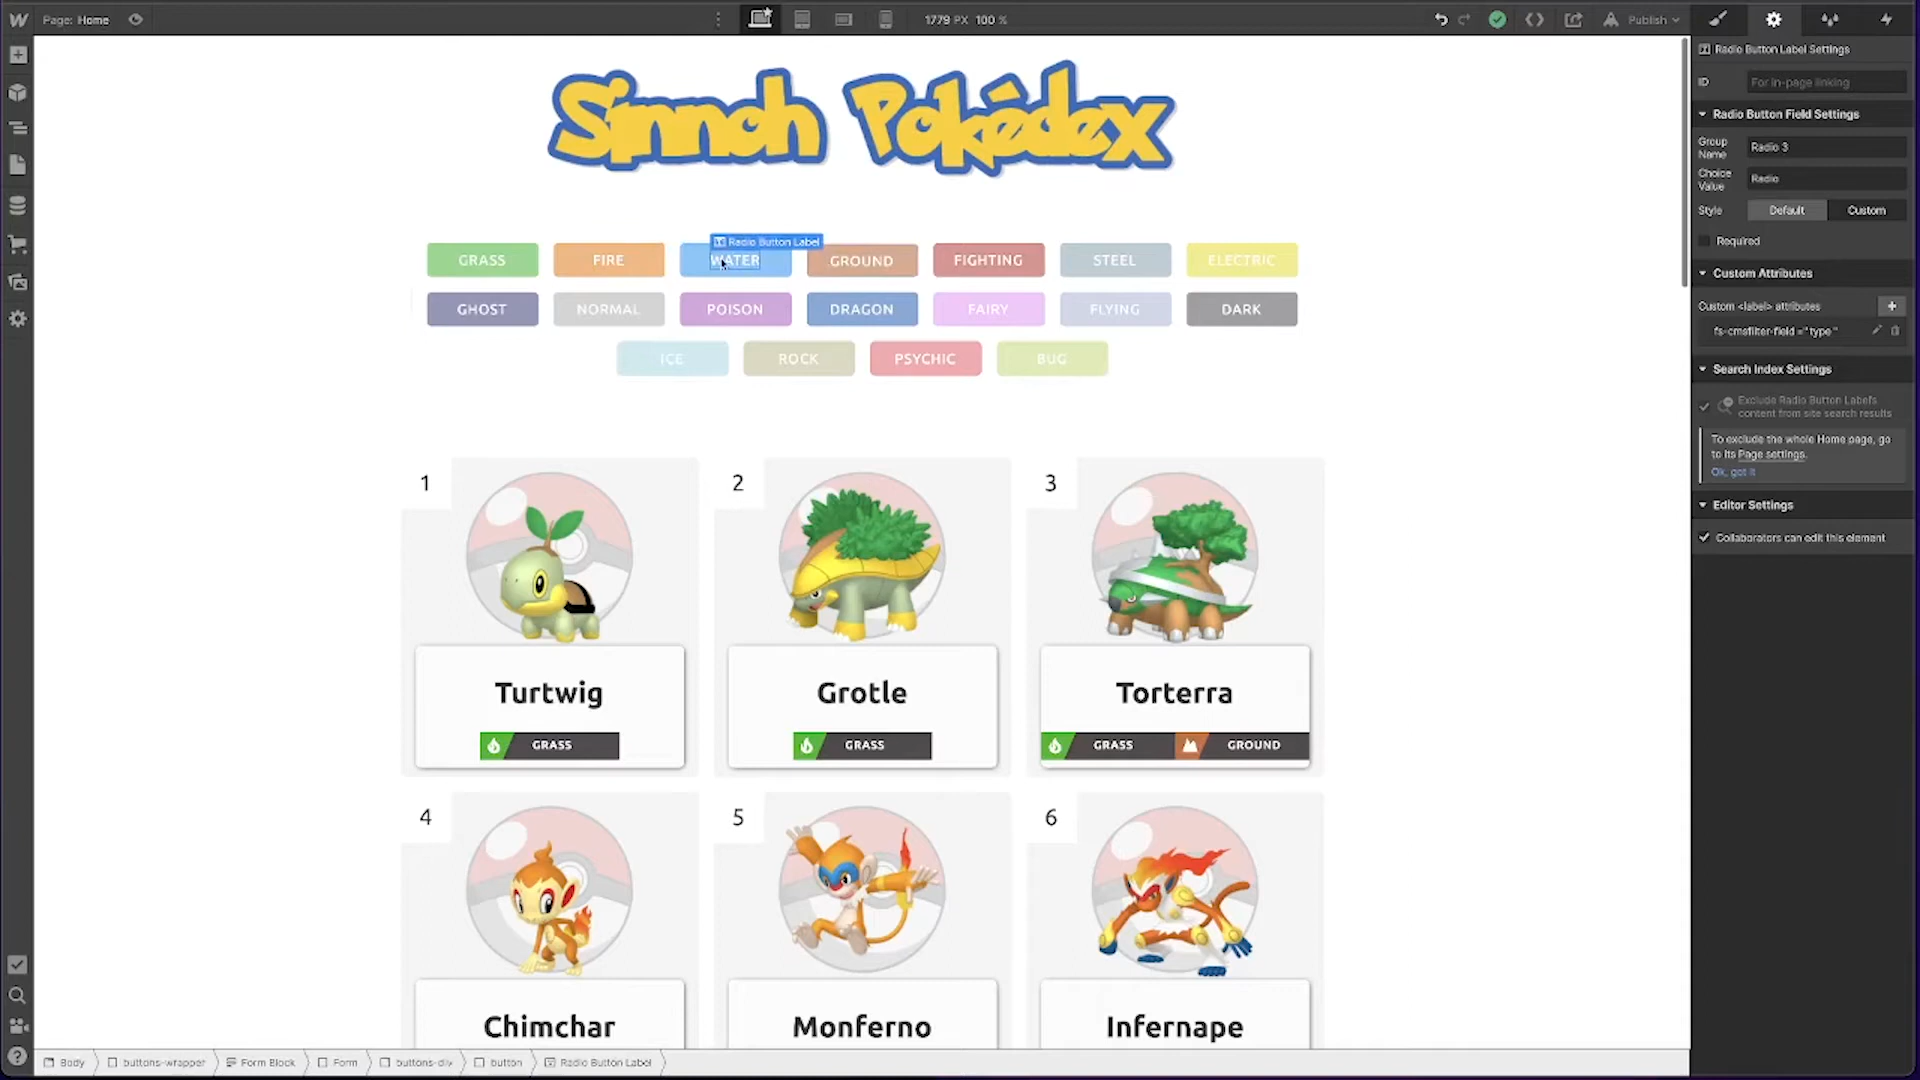 Page: Home
1779 PX 100 %
Publish
Radio Button Label Settings
ID
For in-page linking
Radio Button Field Settings
Group Name
Radio 3
Choice Value
Radio
Style
Default
Custom
Required
Custom Attributes
Custom <label> attributes
fs-cmsfilter-field ="type"
Search Index Settings
Exclude Radio Button Label's
content from site search results
To exclude the whole Home page, go
to its Page settings.
Ok, got it
Editor Settings
Collaborators can edit this element
Sinnoh Pokédex
Radio Button Label
GRASS
FIRE
WATER
GROUND
FIGHTING
STEEL
ELECTRIC
GHOST
NORMAL
POISON
DRAGON
FAIRY
FLYING
DARK
ICE
ROCK
PSYCHIC
BUG
1
2
3
Turtwig
Grotle
Torterra
GRASS
GRASS
GRASS
GROUND
4
5
6
Chimchar
Monferno
Infernape
Body
buttons-wrapper
Form Block
Form
buttons-div
button
Radio Button Label